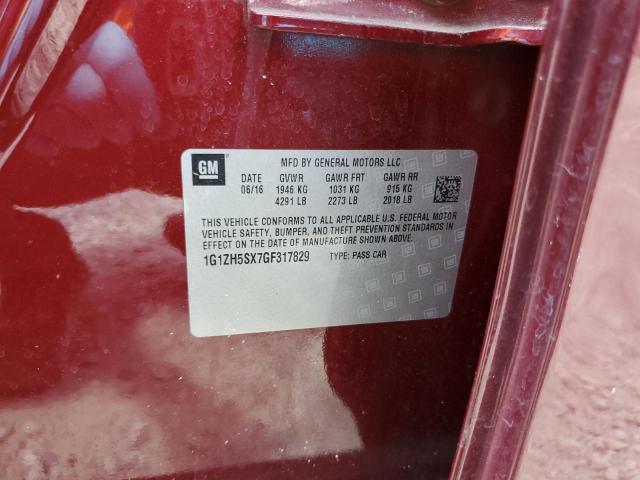 GM
MFD BY GENERAL MOTORS LLC
DATE GVWR GAWR FRT GAWR RR
06/16 1946 KG 1031 KG 915 KG
4291 LB 2273 LB 2018 LB
THIS VEHICLE CONFORMS TO ALL APPLICABLE U.S. FEDERAL MOTOR
VEHICLE SAFETY, BUMPER, AND THEFT PREVENTION STANDARDS IN
EFFECT ON THE DATE OF MANUFACTURE SHOWN ABOVE.
1G1ZH5SX7GF317829 TYPE: PASS CAR